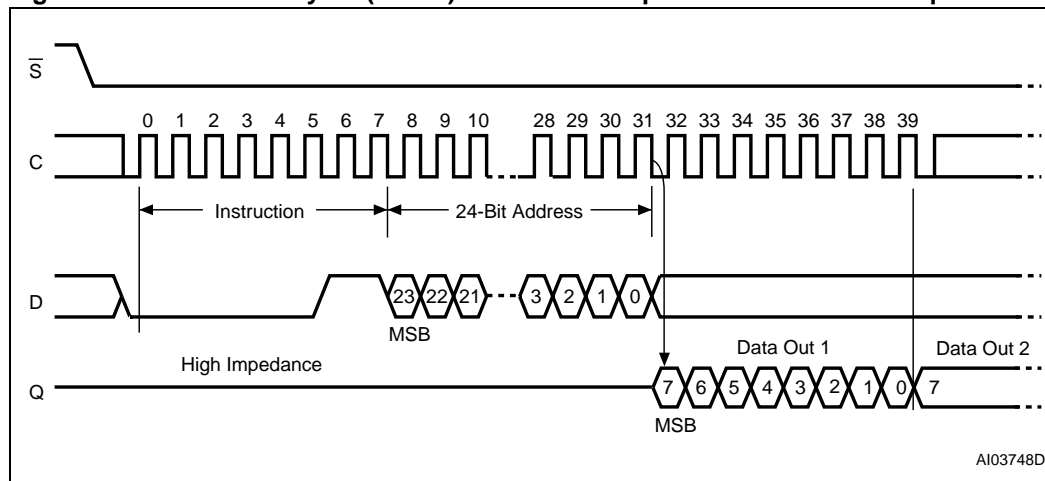 S
0 1 2 3 4 5 6 7 8 9 10 28 29 30 31 32 33 34 35 36 37 38 39
C
Instruction 24-Bit Address
D 23 22 21 3 2 1 0
MSB
High Impedance Data Out 1 Data Out 2
Q 7 6 5 4 3 2 1 0 7
MSB
AI03748D